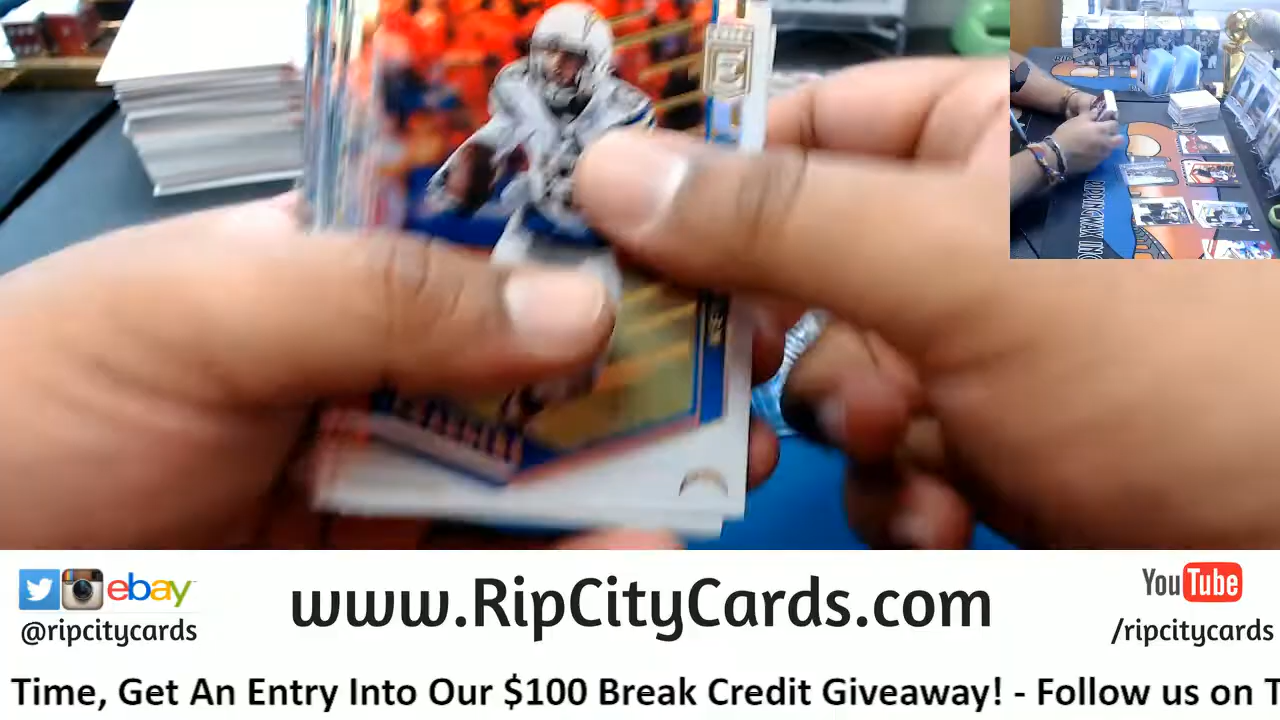 ebay
www.RipCityCards.com
YouTube
@ripcitycards
/ripcitycards
Time, Get An Entry Into Our $100 Break Credit Giveaway! - Follow us on T